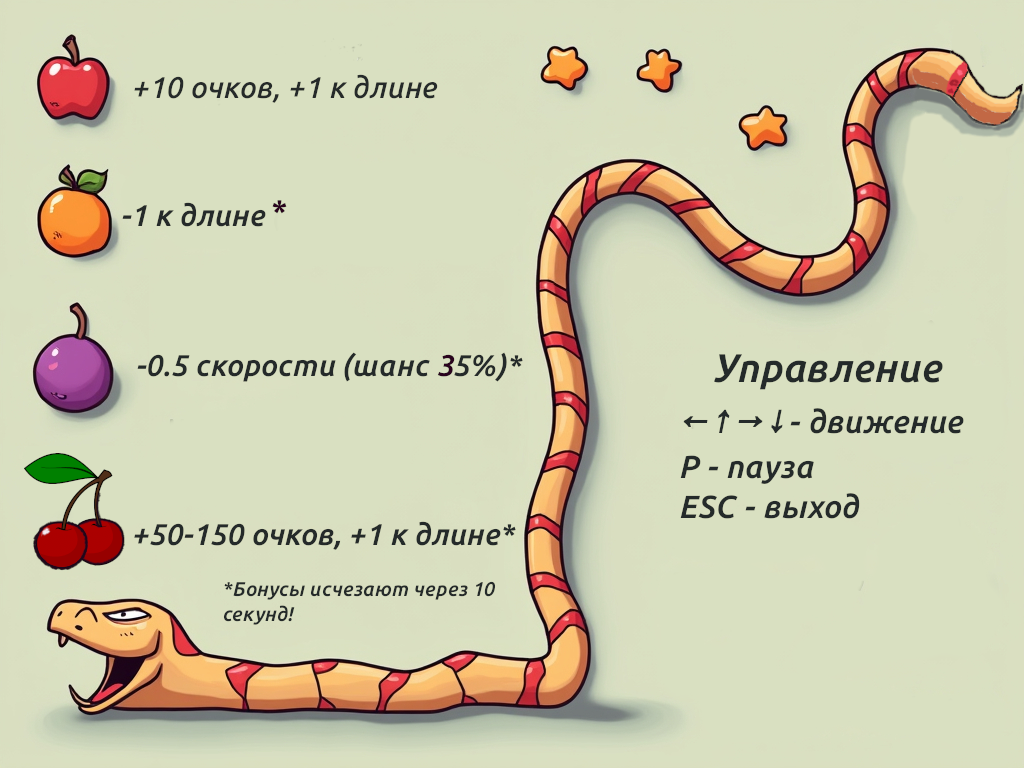 +10 очков, +1 к длине
-1 к длине*
-0.5 скорости (шанс 35%)*
+50-150 очков, +1 к длине*
*Бонусы исчезают через 10
секунд!
Управление
←↑→↓- движение
P - пауза
ESC - выход